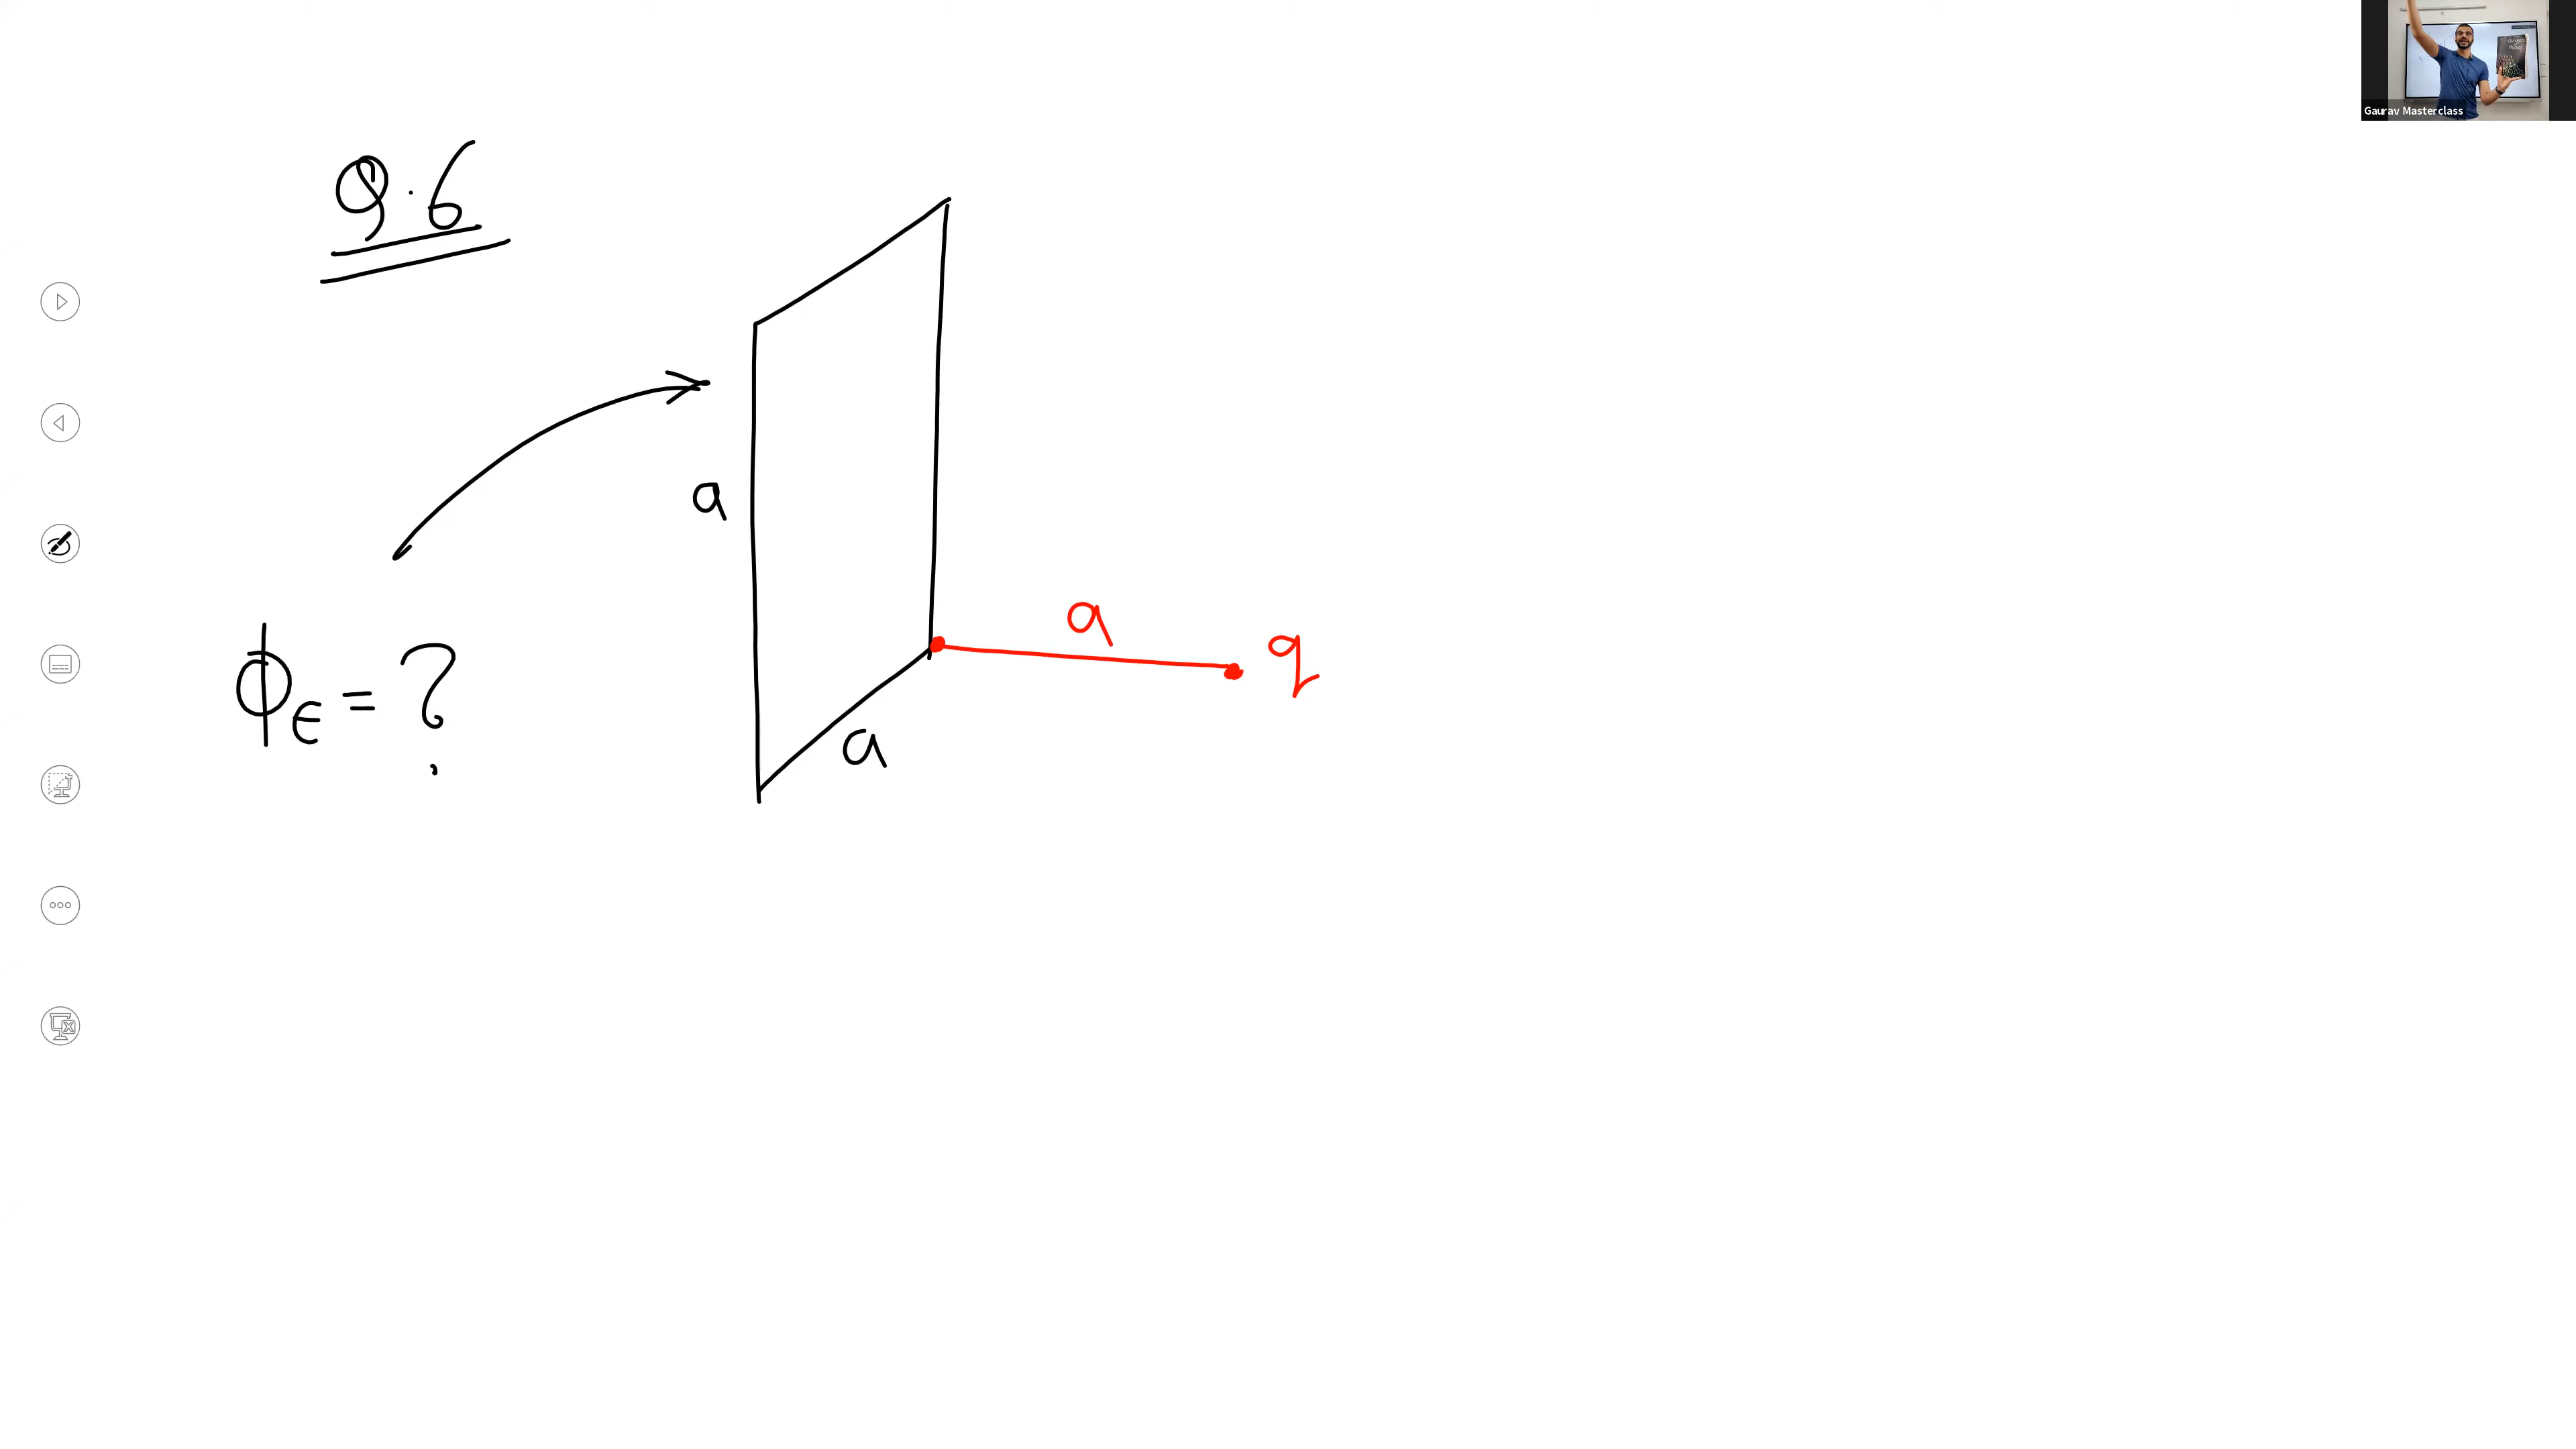 Q.6
a
a
a
q
ϕE = ?
Gaurav Masterclass